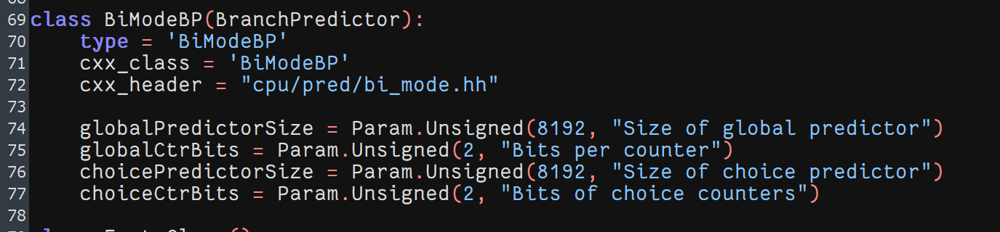 69 class BiModeBP(BranchPredictor):
70     type = 'BiModeBP'
71     cxx_class = 'BiModeBP'
72     cxx_header = "cpu/pred/bi_mode.hh"
73
74     globalPredictorSize = Param.Unsigned(8192, "Size of global predictor")
75     globalCtrBits = Param.Unsigned(2, "Bits per counter")
76     choicePredictorSize = Param.Unsigned(8192, "Size of choice predictor")
77     choiceCtrBits = Param.Unsigned(2, "Bits of choice counters")
78